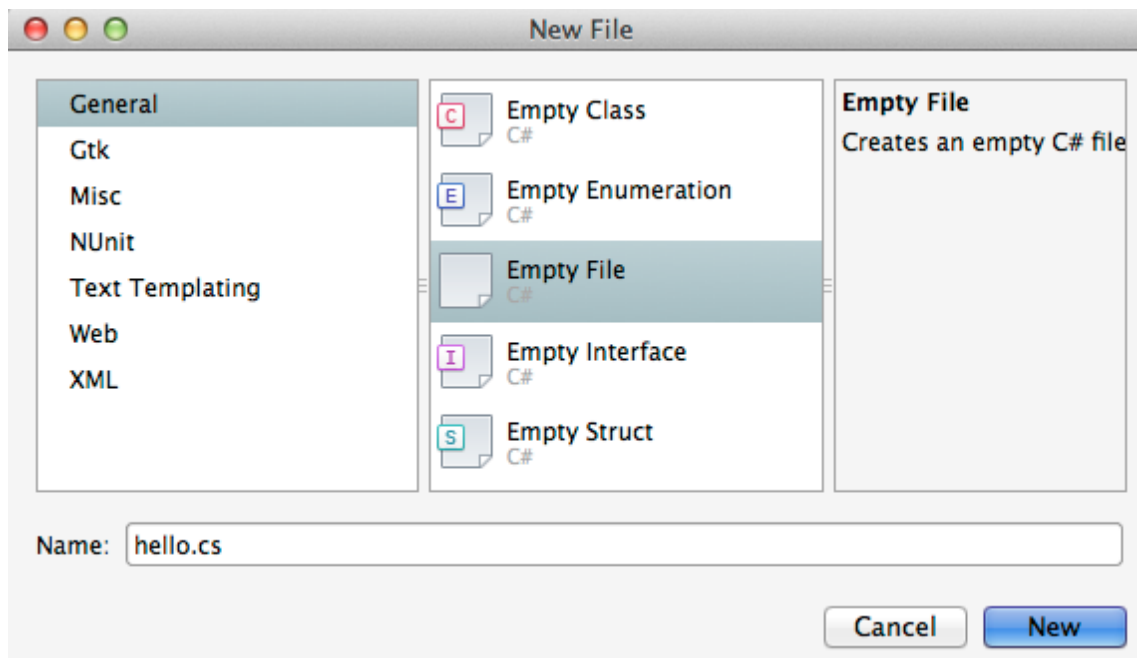 New File
General
Gtk
Misc
NUnit
Text Templating
Web
XML
C
Empty Class
C#
E
Empty Enumeration
C#
Empty File
C#
I
Empty Interface
C#
S
Empty Struct
C#
Empty File
Creates an empty C# file
Name: hello.cs
Cancel New